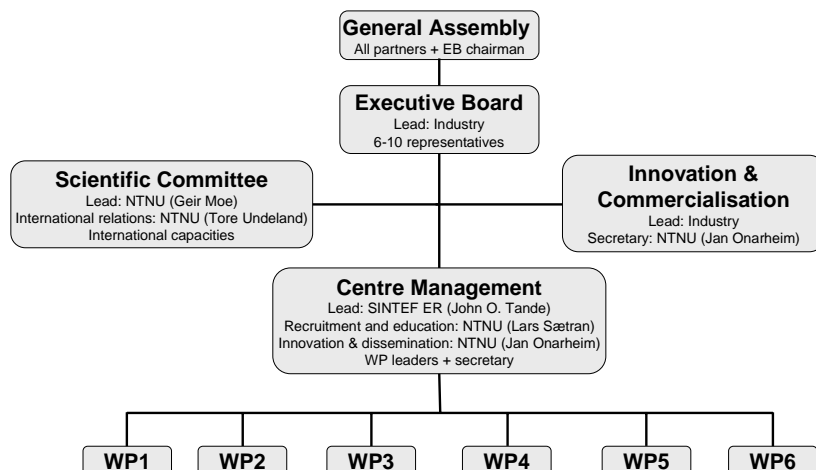 General Assembly
All partners + EB chairman
Executive Board
Lead: Industry
6-10 representatives
Scientific Committee
Lead: NTNU (Geir Moe)
International relations: NTNU (Tore Undeland)
International capacities
Innovation &
Commercialisation
Lead: Industry
Secretary: NTNU (Jan Onarheim)
Centre Management
Lead: SINTEF ER (John O. Tande)
Recruitment and education: NTNU (Lars Sætran)
Innovation & dissemination: NTNU (Jan Onarheim)
WP leaders + secretary
WP1 WP2 WP3 WP4 WP5 WP6